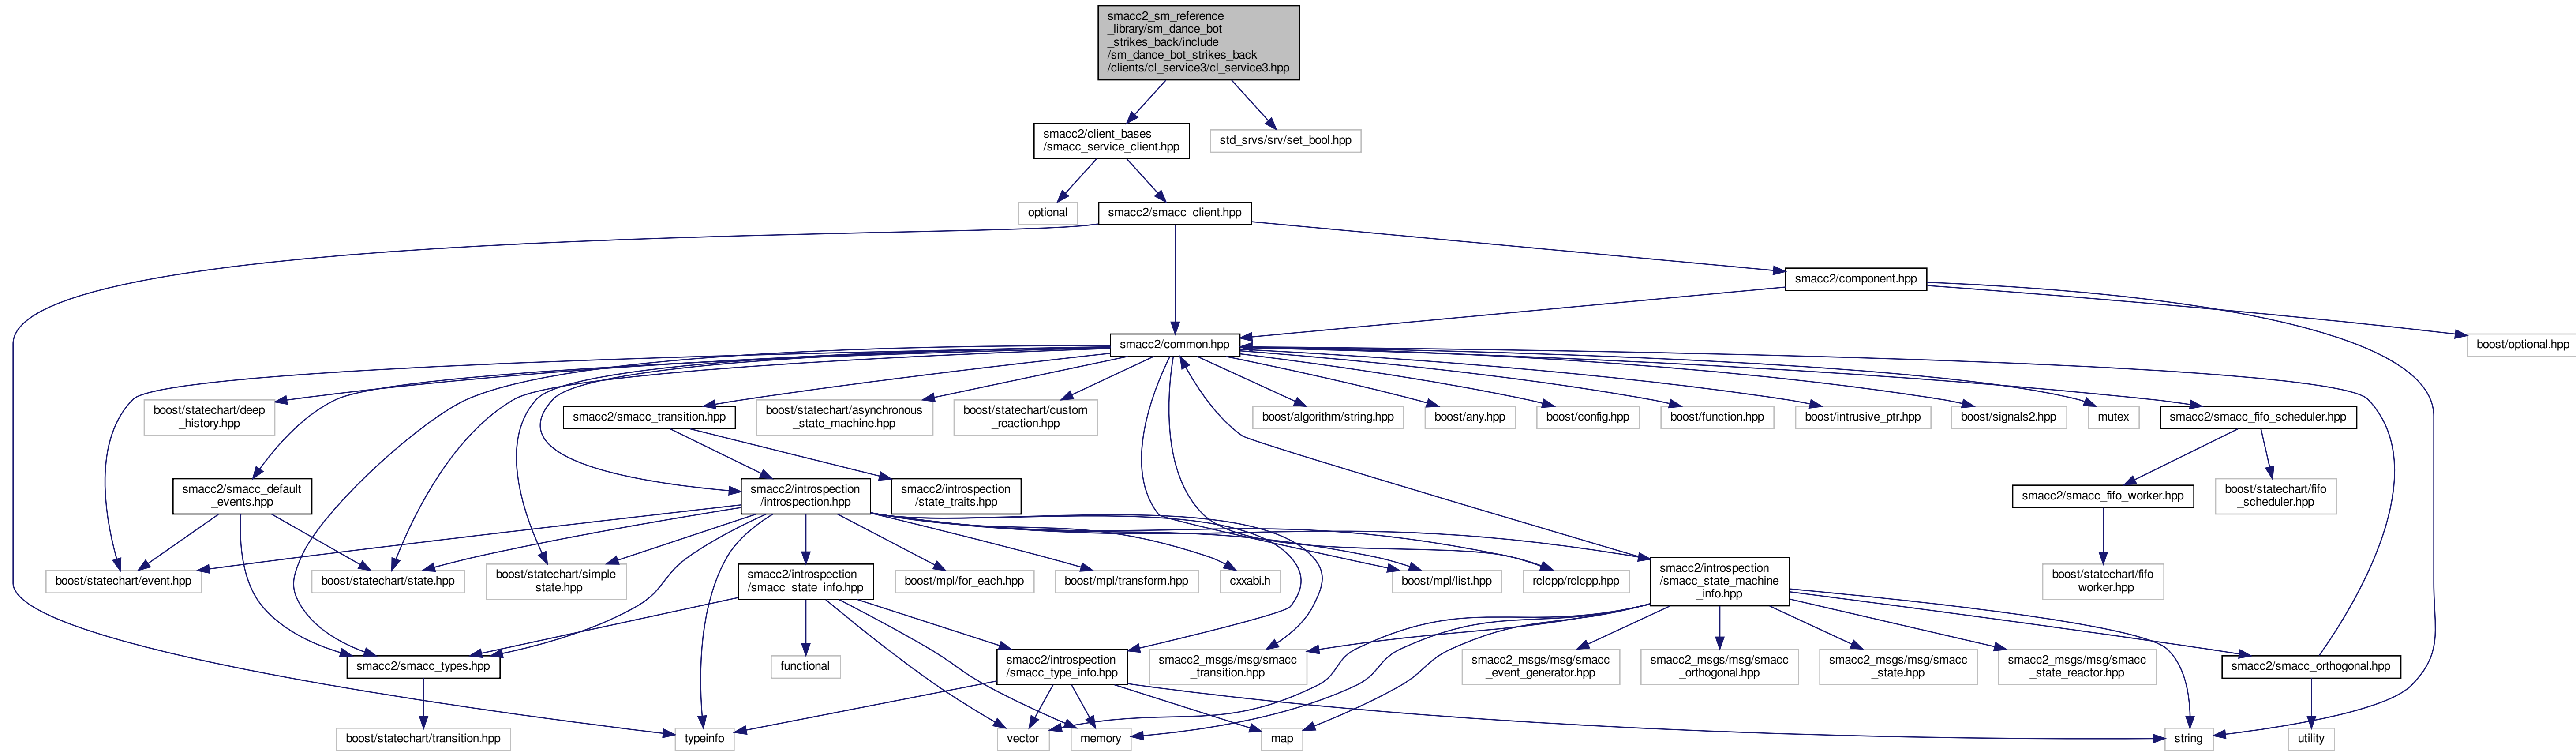 smacc2_sm_reference
_library/sm_dance_bot
_strikes_back/include
/sm_dance_bot_strikes_back
/clients/cl_service3/cl_service3.hpp
smacc2/client_bases
/smacc_service_client.hpp
std_srvs/srv/set_bool.hpp
optional
smacc2/smacc_client.hpp
smacc2/component.hpp
smacc2/common.hpp
boost/optional.hpp
boost/statechart/deep
_history.hpp
smacc2/smacc_transition.hpp
boost/statechart/asynchronous
_state_machine.hpp
boost/statechart/custom
_reaction.hpp
boost/algorithm/string.hpp
boost/any.hpp
boost/config.hpp
boost/function.hpp
boost/intrusive_ptr.hpp
boost/signals2.hpp
mutex
smacc2/smacc_fifo_scheduler.hpp
smacc2/smacc_default
_events.hpp
smacc2/introspection
/introspection.hpp
smacc2/introspection
/state_traits.hpp
smacc2/smacc_fifo_worker.hpp
boost/statechart/fifo
_scheduler.hpp
boost/statechart/event.hpp
boost/statechart/state.hpp
boost/statechart/simple
_state.hpp
smacc2/introspection
/smacc_state_info.hpp
boost/mpl/for_each.hpp
boost/mpl/transform.hpp
cxxabi.h
boost/mpl/list.hpp
rclcpp/rclcpp.hpp
smacc2/introspection
/smacc_state_machine
_info.hpp
boost/statechart/fifo
_worker.hpp
smacc2/smacc_types.hpp
functional
smacc2/introspection
/smacc_type_info.hpp
smacc2_msgs/msg/smacc
_transition.hpp
smacc2_msgs/msg/smacc
_event_generator.hpp
smacc2_msgs/msg/smacc
_orthogonal.hpp
smacc2_msgs/msg/smacc
_state.hpp
smacc2_msgs/msg/smacc
_state_reactor.hpp
smacc2/smacc_orthogonal.hpp
boost/statechart/transition.hpp
typeinfo
vector
memory
map
string
utility